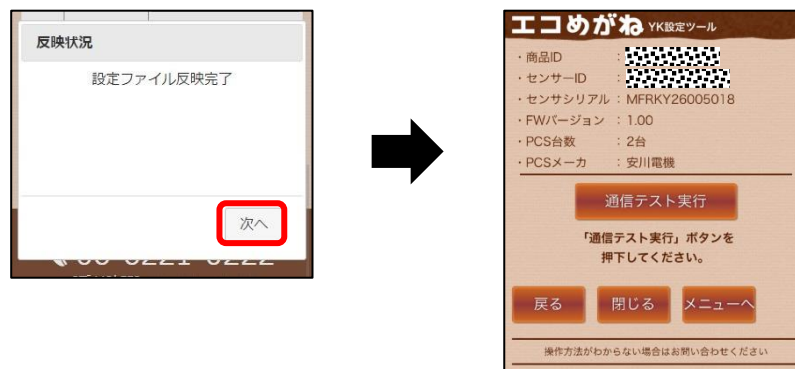 反映状況
設定ファイル反映完了
次へ
エコめがね YK設定ツール
・商品ID :
・センサーID :
・センサシリアル : MFRKY26005018
・FWバージョン : 1.00
・PCS台数 : 2台
・PCSメーカ : 安川電機
通信テスト実行
「通信テスト実行」ボタンを
押下してください。
戻る 閉じる メニューへ
操作方法がわからない場合はお問い合わせください